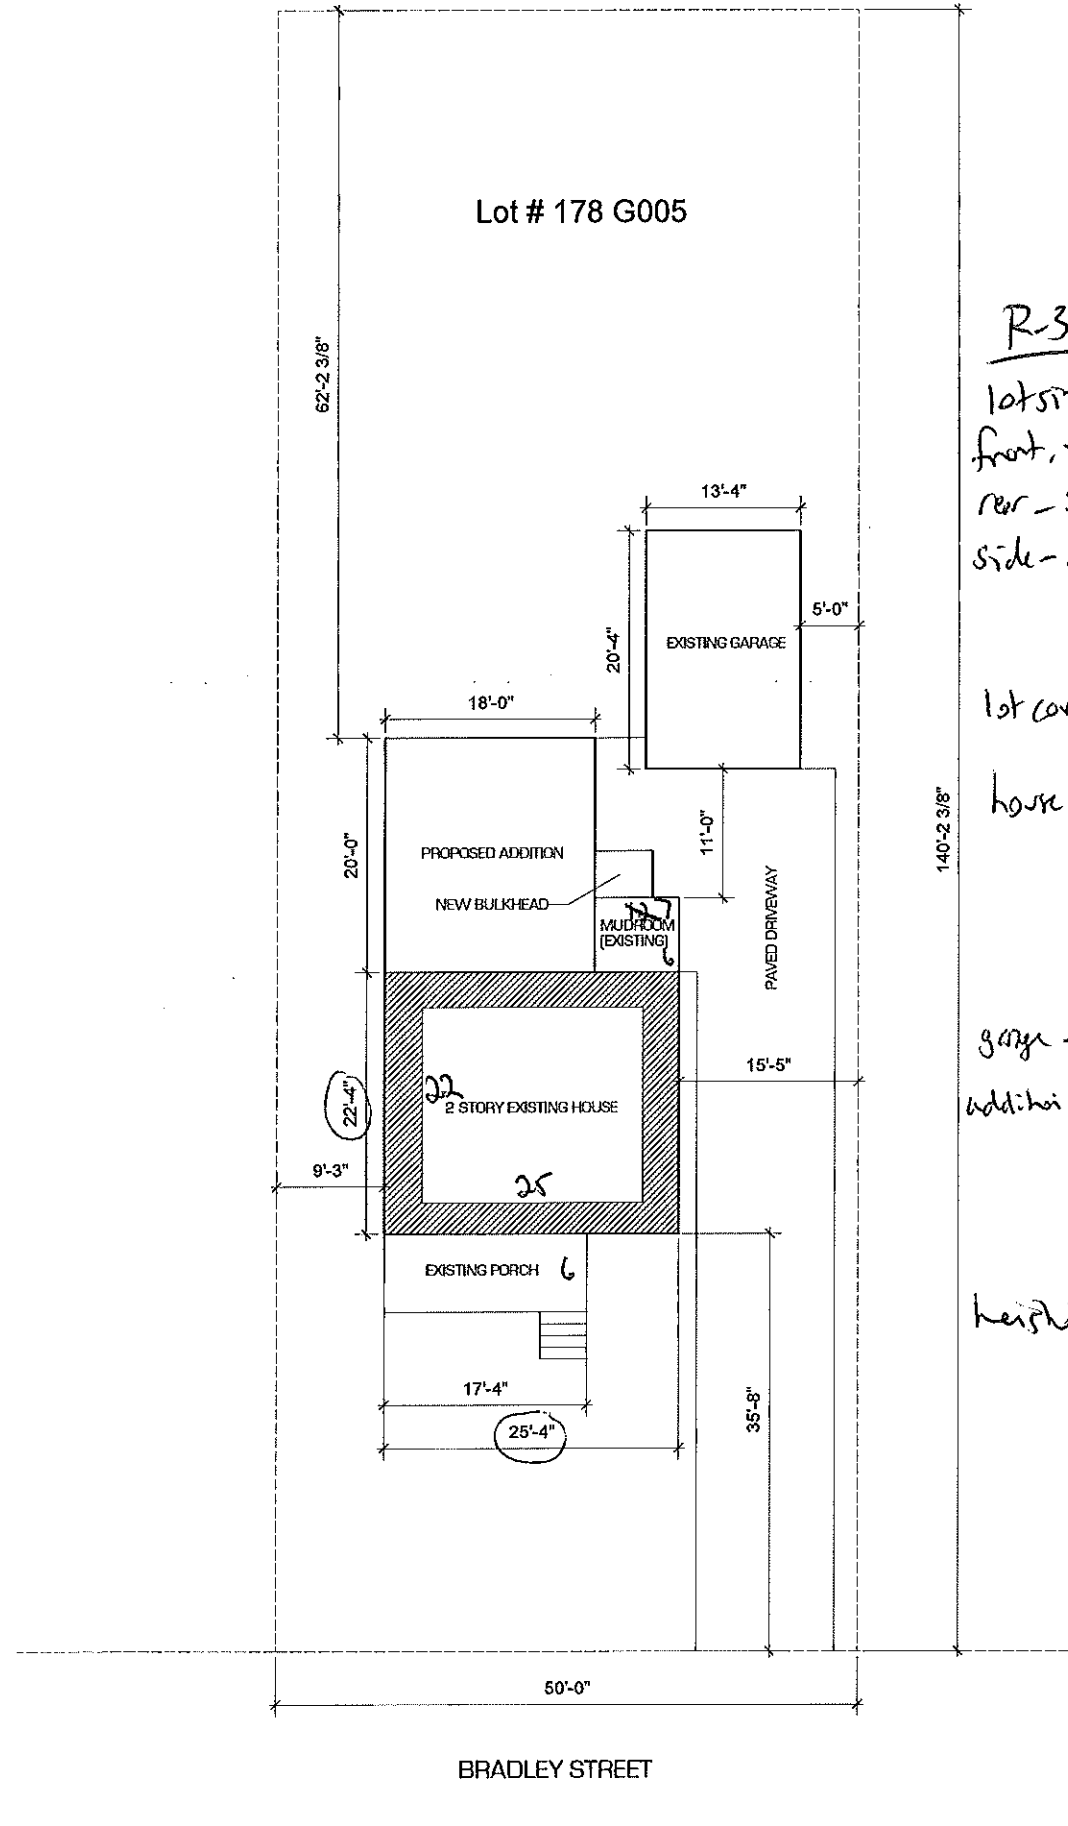 Lot # 178 G005
62'-2 3/8"
R-3
front,
rear -
side -
13'-4"
5'-0"
20'-4"
EXISTING GARAGE
18'-0"
lot cov
house
140'-2 3/8"
11'-0"
20'-0"
PROPOSED ADDITION
NEW BULKHEAD
7
MUDROOM
(EXISTING)
6
PAVED DRIVEWAY
garage -
15'-5"
22'-4"
22
2 STORY EXISTING HOUSE
addition
9'-3"
25
EXISTING PORCH
6
17'-4"
25'-4"
35'-8"
50'-0"
BRADLEY STREET